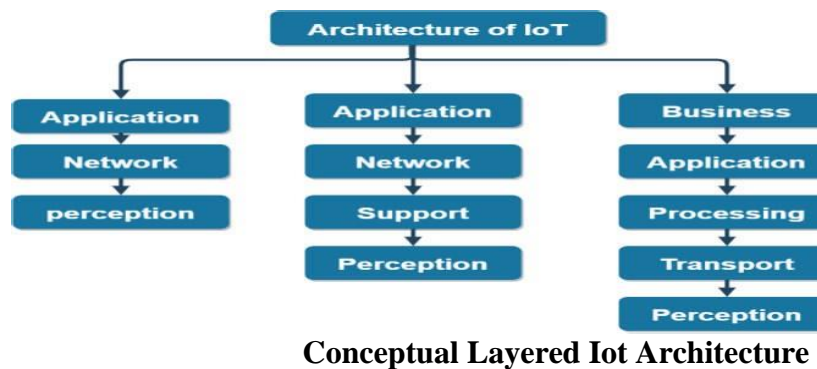 Architecture of IoT
Application
Network
perception
Application
Network
Support
Perception
Business
Application
Processing
Transport
Perception
Conceptual Layered Iot Architecture